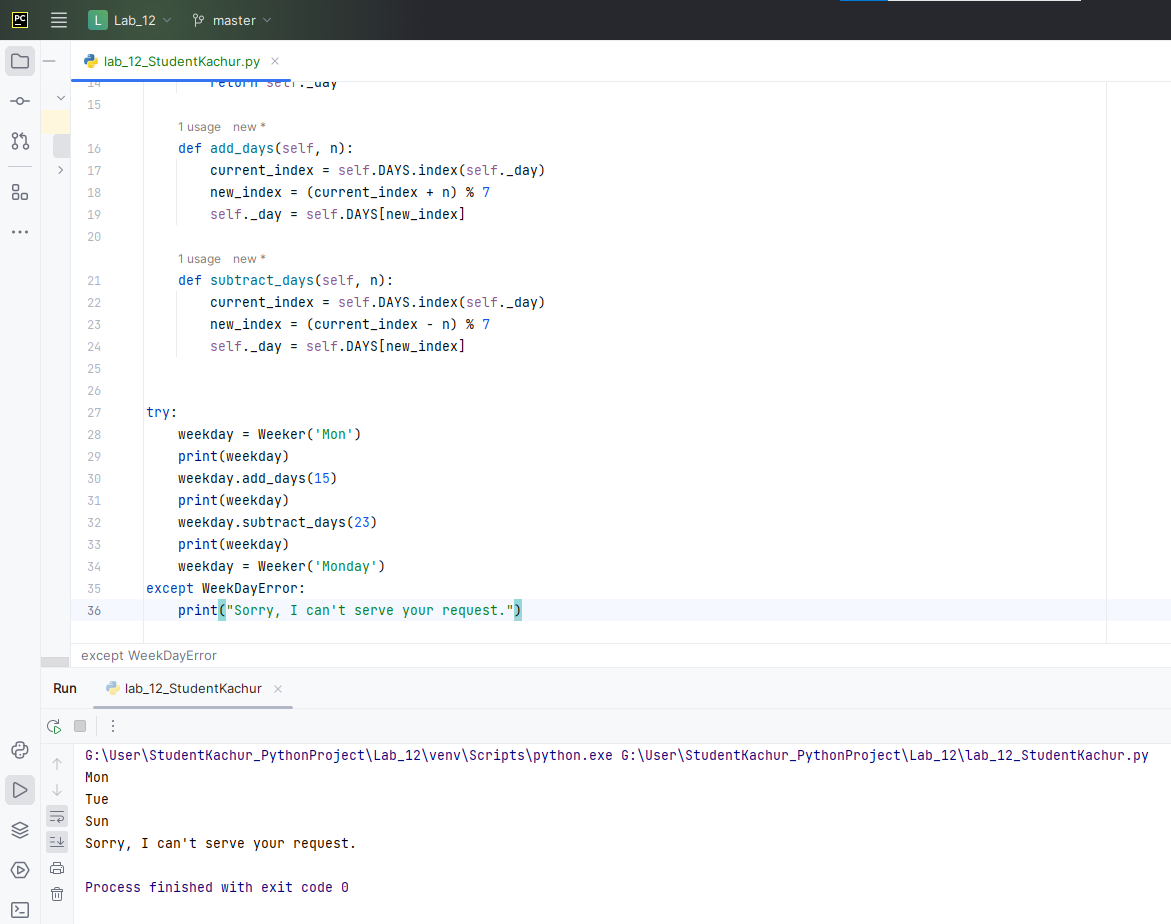 PC
L Lab_12 master
lab_12_StudentKachur.py
14 return self._day
15
1 usage new *
16 def add_days(self, n):
17 current_index = self.DAYS.index(self._day)
18 new_index = (current_index + n) % 7
19 self._day = self.DAYS[new_index]
20
1 usage new *
21 def subtract_days(self, n):
22 current_index = self.DAYS.index(self._day)
23 new_index = (current_index - n) % 7
24 self._day = self.DAYS[new_index]
25
26
27 try:
28 weekday = Weeker('Mon')
29 print(weekday)
30 weekday.add_days(15)
31 print(weekday)
32 weekday.subtract_days(23)
33 print(weekday)
34 weekday = Weeker('Monday')
35 except WeekDayError:
36 print("Sorry, I can't serve your request.")
except WeekDayError
Run lab_12_StudentKachur
G:\User\StudentKachur_PythonProject\Lab_12\venv\Scripts\python.exe G:\User\StudentKachur_PythonProject\Lab_12\lab_12_StudentKachur.py
Mon
Tue
Sun
Sorry, I can't serve your request.
Process finished with exit code 0